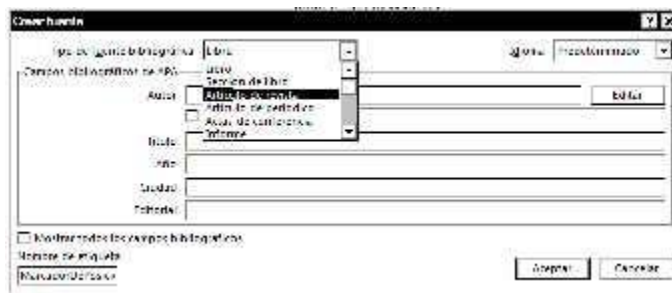 Crear fuente
Tipo de fuente bibliográfica Libro Idioma Predeterminado
Campos bibliográficos de APA
Libro
Sección de libro
Autor Artículo de revista Editar
Artículo de periódico
Actas de conferencia
Informe
Título
Año
Ciudad
Editorial
Mostrar todos los campos bibliográficos
Nombre de etiqueta
Aceptar Cancelar